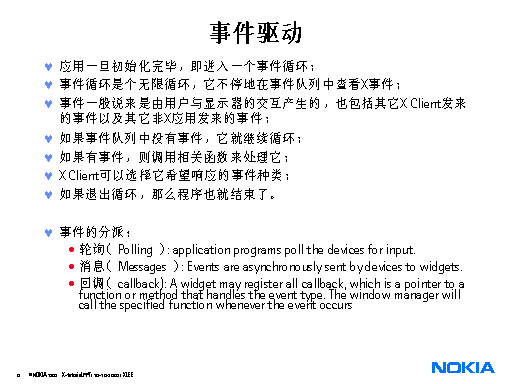 事件驱动
应用一旦初始化完毕，即进入一个事件循环；
事件循环是个无限循环，它不停地在事件队列中查看X事件；
事件一般说来是由用户与显示器的交互产生的，也包括其它X Client发来
的事件以及其它非X应用发来的事件；
如果事件队列中没有事件，它就继续循环；
如果有事件，则调用相关函数来处理它；
X Client可以选择它希望响应的事件种类；
如果退出循环，那么程序也就结束了。
事件的分派：
轮询( Polling ): application programs poll the devices for input.
消息( Messages ): Events are asynchronously sent by devices to widgets.
回调( callback): A widget may register all callback, which is a pointer to a
function or method that handles the event type. The window manager will
call the specified function whenever the event occurs
NOKIA